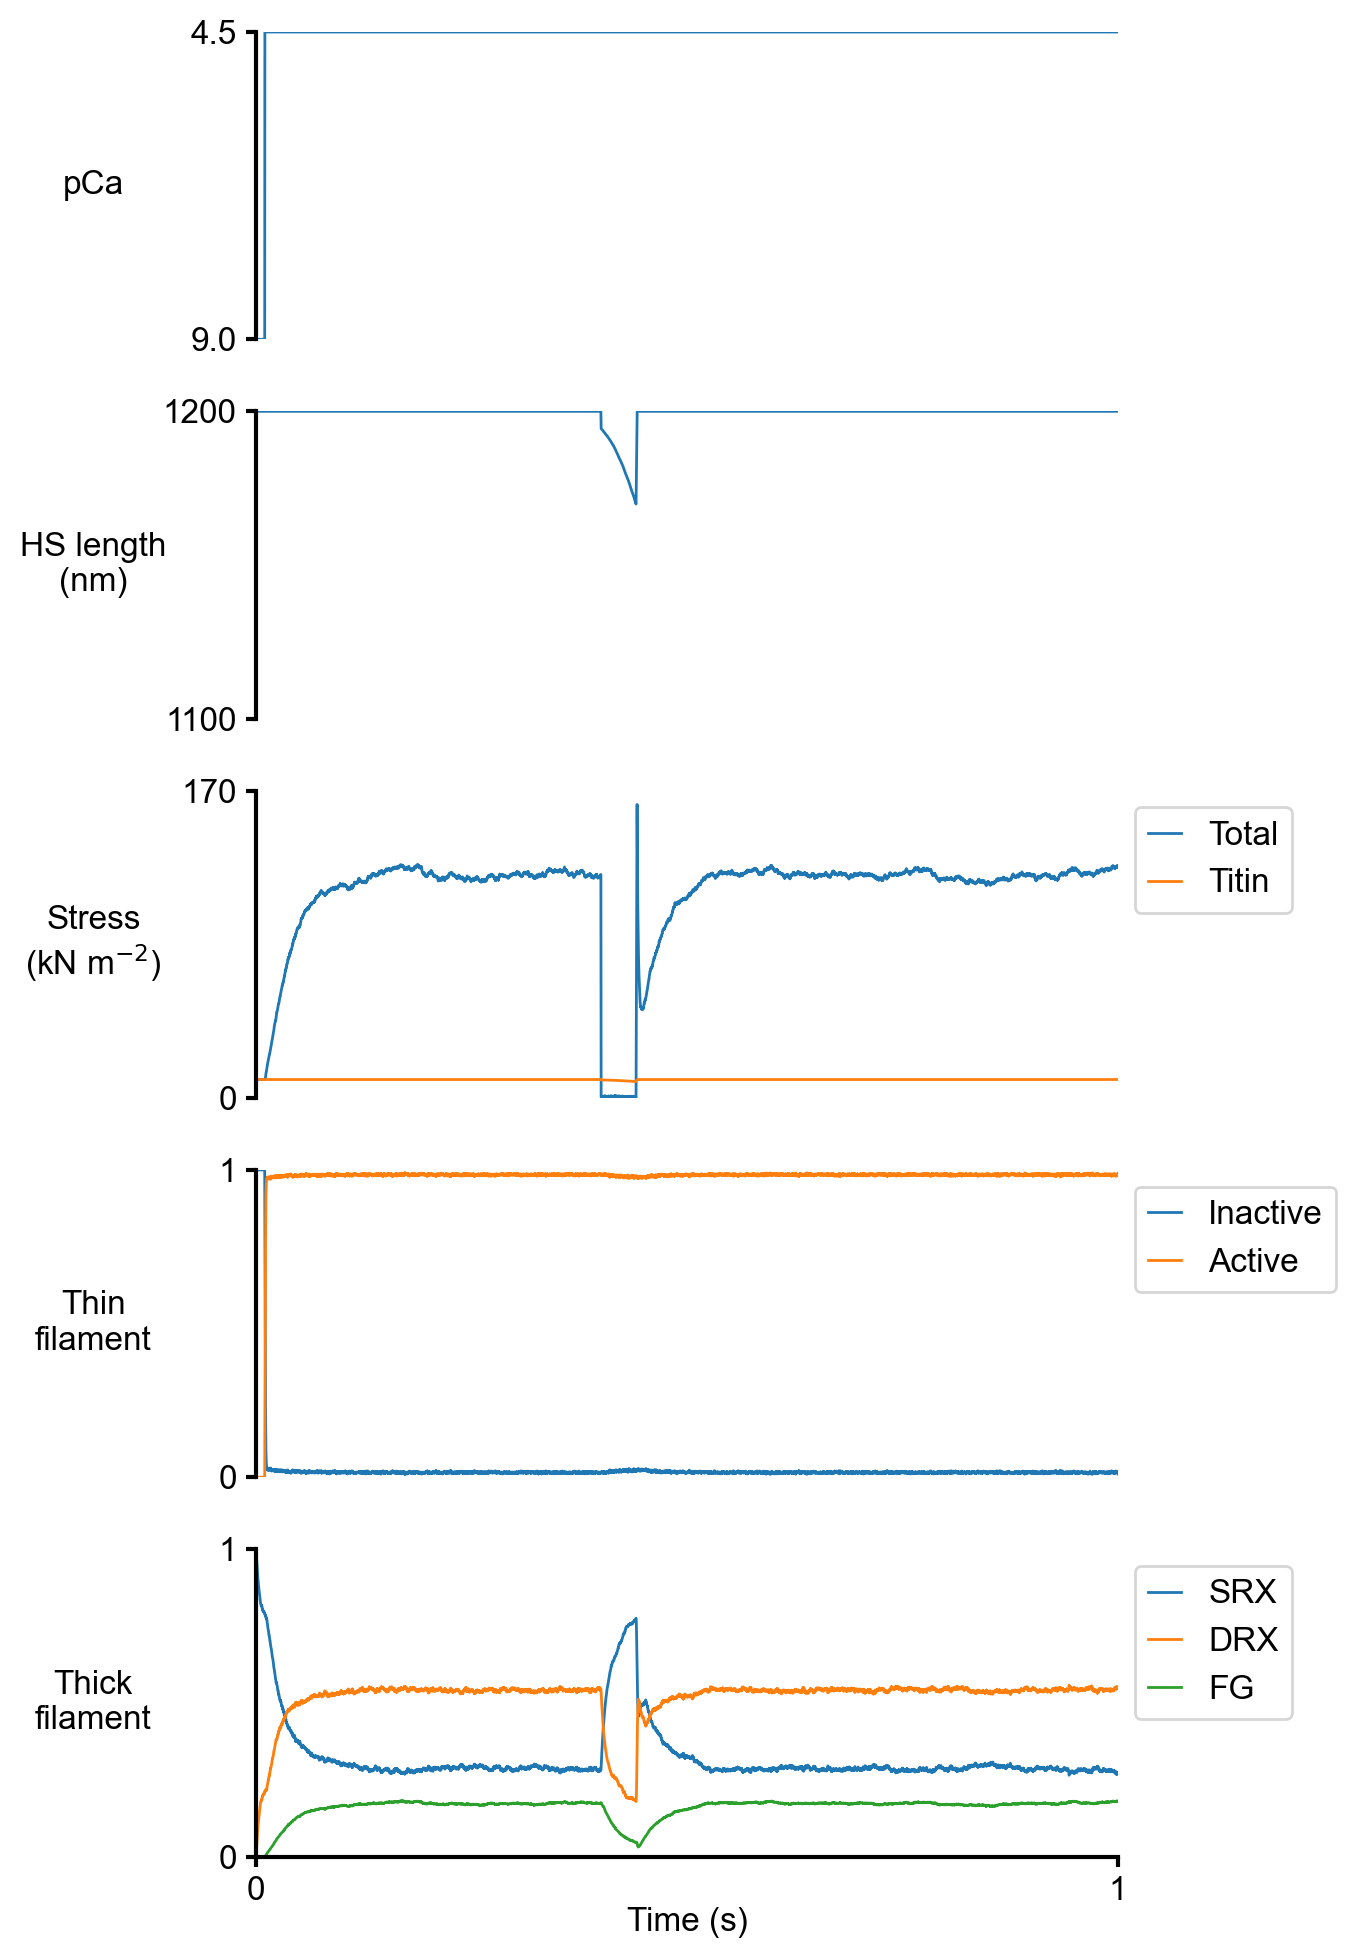 4.5
pCa
9.0
1200
HS length
(nm)
1100
170
Stress
(kN m⁻²)
0
Total
Titin
1
Thin
filament
0
Inactive
Active
1
Thick
filament
0
SRX
DRX
FG
0
1
Time (s)